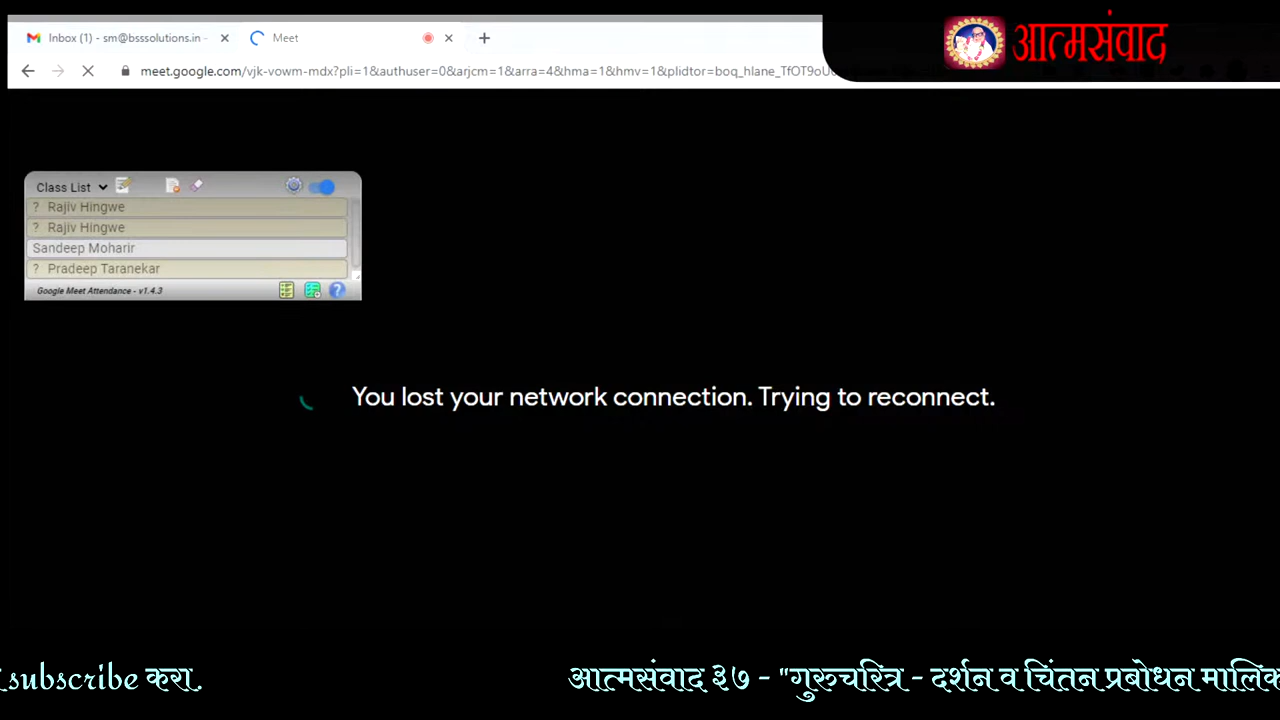 Inbox (1) - sm@bsssolutions.in -
Meet
आत्मसंवाद
meet.google.com/vjk-vowm-mdx?pli=1&authuser=0&arjcm=1&arra=4&hma=1&hmv=1&plidtor=boq_hlane_TfOT9oU
Class List
? Rajiv Hingwe
? Rajiv Hingwe
Sandeep Moharir
? Pradeep Taranekar
Google Meet Attendance - v1.4.3
You lost your network connection. Trying to reconnect.
subscribe करा.
आत्मसंवाद ३७ - "गुरुचरित्र - दर्शन व चिंतन प्रबोधन मालिक